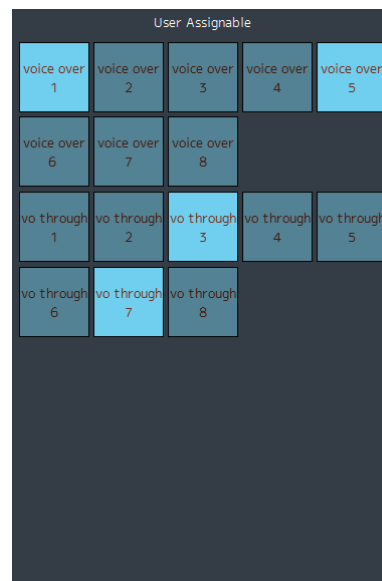 User Assignable
voice over voice over voice over voice over voice over
1 2 3 4 5
voice over voice over voice over
6 7 8
vo through vo through vo through vo through vo through
1 2 3 4 5
vo through vo through vo through
6 7 8